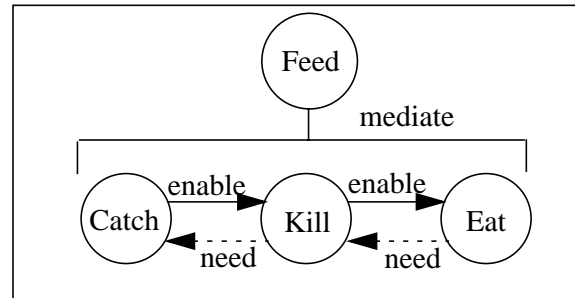 Feed
mediate
enable enable
Catch Kill Eat
need need